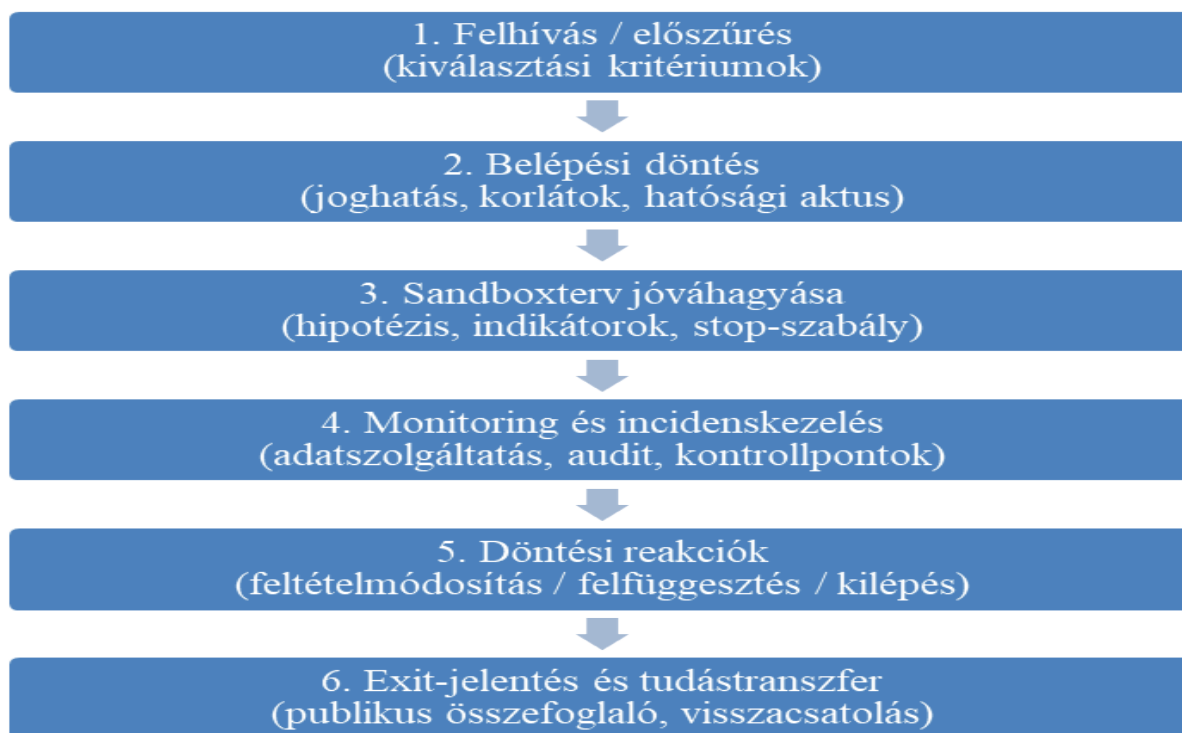 1. Felhívás / előszűrés
(kiválasztási kritériumok)
2. Belépési döntés
(joghatás, korlátok, hatósági aktus)
3. Sandboxterv jóváhagyása
(hipotézis, indikátorok, stop-szabály)
4. Monitoring és incidenskezelés
(adatszolgáltatás, audit, kontrollpontok)
5. Döntési reakciók
(feltételmódosítás / felfüggesztés / kilépés)
6. Exit-jelentés és tudástranszfer
(publikus összefoglaló, visszacsatolás)